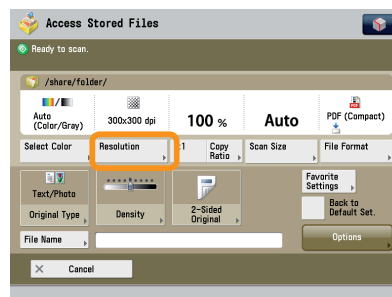 Access Stored Files
Ready to scan.
/share/folder/
Auto
(Color/Gray)
300x300 dpi
100 %
Auto
PDF (Compact)
Select Color
Resolution
:1
Copy
Ratio
Scan Size
File Format
Text/Photo
Original Type
Density
2-Sided
Original
Favorite
Settings
Back to
Default Set.
File Name
Options
× Cancel